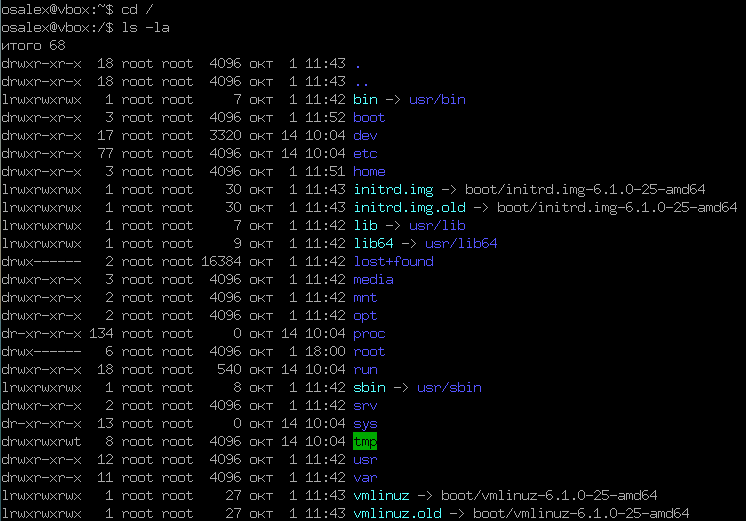 osalex@vbox:~$ cd /
osalex@vbox:/$ ls -la
итого 68
drwxr-xr-x  18 root root  4096 окт  1 11:43 .
drwxr-xr-x  18 root root  4096 окт  1 11:43 ..
lrwxrwxrwx   1 root root     7 окт  1 11:42 bin -> usr/bin
drwxr-xr-x   3 root root  4096 окт  1 11:52 boot
drwxr-xr-x  17 root root  3320 окт 14 10:04 dev
drwxr-xr-x  77 root root  4096 окт 14 10:04 etc
drwxr-xr-x   3 root root  4096 окт  1 11:51 home
lrwxrwxrwx   1 root root    30 окт  1 11:43 initrd.img -> boot/initrd.img-6.1.0-25-amd64
lrwxrwxrwx   1 root root    30 окт  1 11:43 initrd.img.old -> boot/initrd.img-6.1.0-25-amd64
lrwxrwxrwx   1 root root     7 окт  1 11:42 lib -> usr/lib
lrwxrwxrwx   1 root root     9 окт  1 11:42 lib64 -> usr/lib64
drwx------   2 root root 16384 окт  1 11:42 lost+found
drwxr-xr-x   3 root root  4096 окт  1 11:42 media
drwxr-xr-x   2 root root  4096 окт  1 11:42 mnt
drwxr-xr-x   2 root root  4096 окт  1 11:42 opt
dr-xr-xr-x 134 root root     0 окт 14 10:04 proc
drwx------   6 root root  4096 окт  1 18:00 root
drwxr-xr-x  18 root root   540 окт 14 10:04 run
lrwxrwxrwx   1 root root     8 окт  1 11:42 sbin -> usr/sbin
drwxr-xr-x   2 root root  4096 окт  1 11:42 srv
dr-xr-xr-x  13 root root     0 окт 14 10:04 sys
drwxrwxrwt   8 root root  4096 окт 14 10:04 tmp
drwxr-xr-x  12 root root  4096 окт  1 11:42 usr
drwxr-xr-x  11 root root  4096 окт  1 11:42 var
lrwxrwxrwx   1 root root    27 окт  1 11:43 vmlinuz -> boot/vmlinuz-6.1.0-25-amd64
lrwxrwxrwx   1 root root    27 окт  1 11:43 vmlinuz.old -> boot/vmlinuz-6.1.0-25-amd64